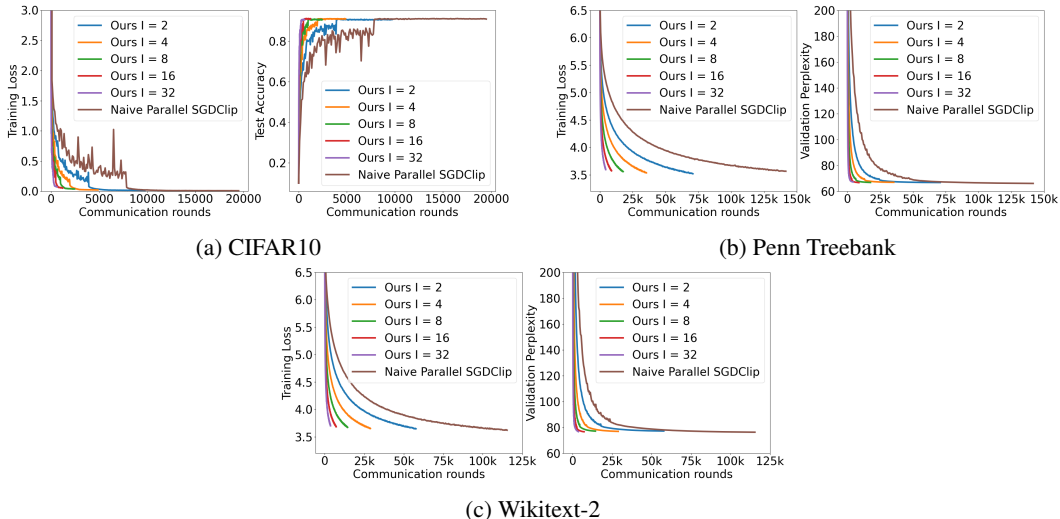 3.0
2.5
2.0
1.5
1.0
0.5
0.0
Training Loss
Ours I = 2
Ours I = 4
Ours I = 8
Ours I = 16
Ours I = 32
Naive Parallel SGDClip
0 5000 10000 15000 20000
Communication rounds
0.8
0.6
0.4
0.2
Test Accuracy
Ours I = 2
Ours I = 4
Ours I = 8
Ours I = 16
Ours I = 32
Naive Parallel SGDClip
0 5000 10000 15000 20000
Communication rounds
(a) CIFAR10
6.5
6.0
5.5
5.0
4.5
4.0
3.5
Training Loss
Ours I = 2
Ours I = 4
Ours I = 8
Ours I = 16
Ours I = 32
Naive Parallel SGDClip
0 25k 50k 75k 100k 125k 150k
Communication rounds
200
180
160
140
120
100
80
60
Validation Perplexity
Ours I = 2
Ours I = 4
Ours I = 8
Ours I = 16
Ours I = 32
Naive Parallel SGDClip
0 25k 50k 75k 100k 125k 150k
Communication rounds
(b) Penn Treebank
6.5
6.0
5.5
5.0
4.5
4.0
3.5
Training Loss
Ours I = 2
Ours I = 4
Ours I = 8
Ours I = 16
Ours I = 32
Naive Parallel SGDClip
0 25k 50k 75k 100k 125k
Communication rounds
200
180
160
140
120
100
80
60
Validation Perplexity
Ours I = 2
Ours I = 4
Ours I = 8
Ours I = 16
Ours I = 32
Naive Parallel SGDClip
0 25k 50k 75k 100k 125k
Communication rounds
(c) Wikitext-2